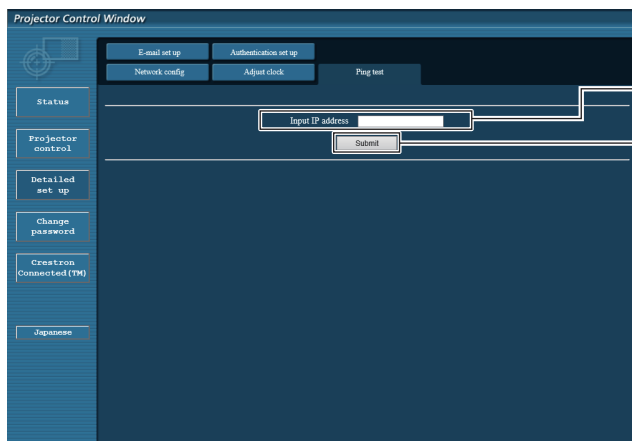 Projector Control Window
E-mail set up
Authentication set up
Network config
Adjust clock
Ping test
Status
Input IP address
Submit
Projector
control
Detailed
set up
Change
password
Crestron
Connected(TM)
Japanese